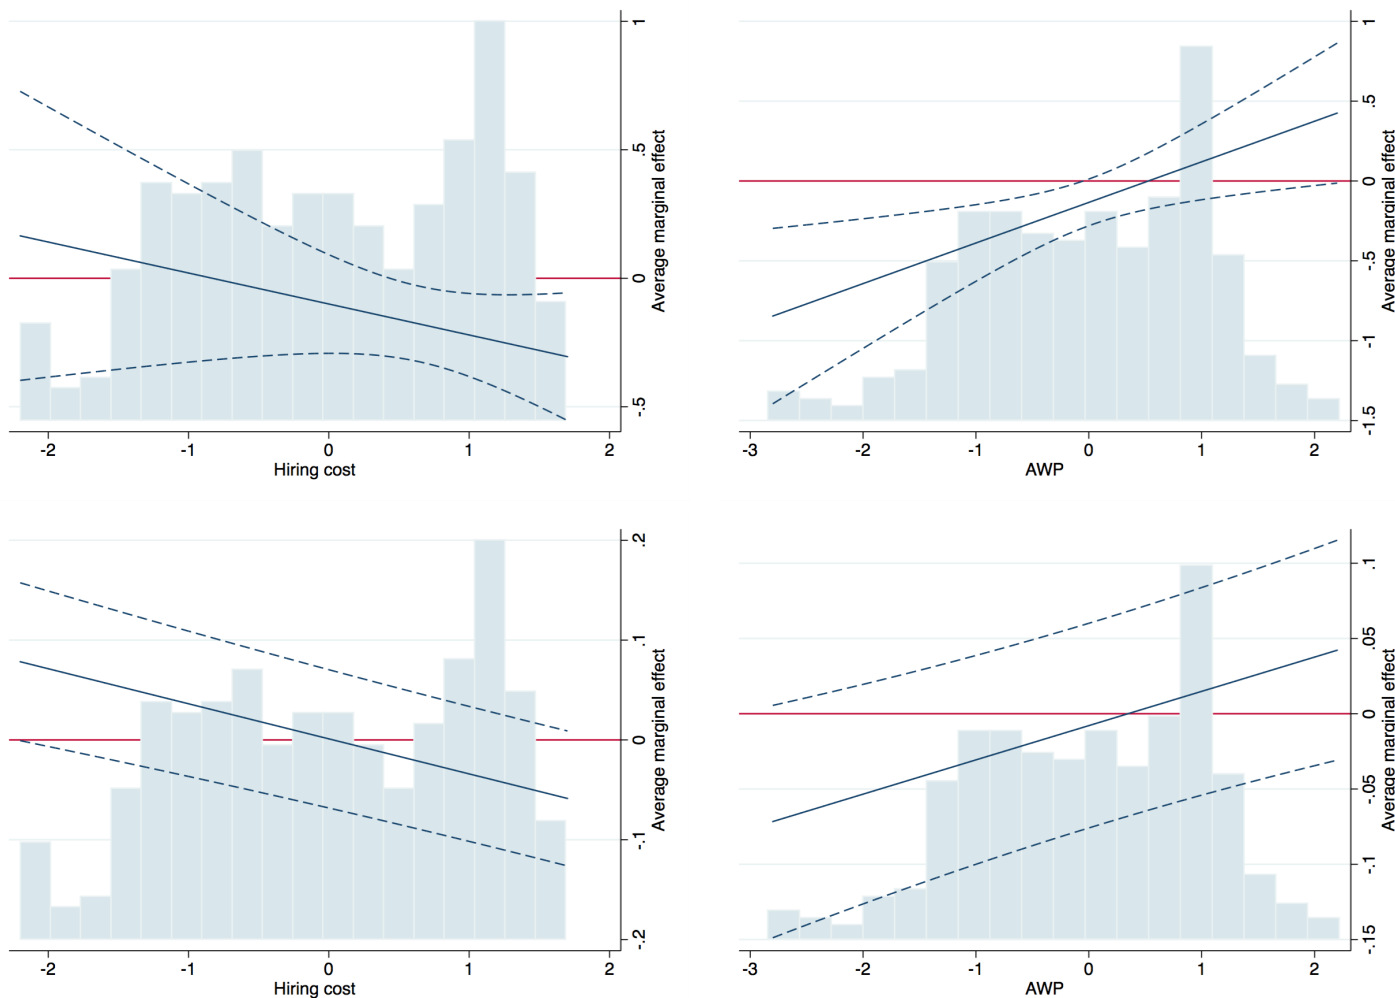 1
.5
0
-.5
Average marginal effect
-2 -1 0 1 2
Hiring cost
1
.5
0
-.5
-1
-1.5
Average marginal effect
-3 -2 -1 0 1 2
AWP
.2
.1
0
-.1
-.2
Average marginal effect
-2 -1 0 1 2
Hiring cost
.1
.05
0
-.05
-.1
-.15
Average marginal effect
-3 -2 -1 0 1 2
AWP